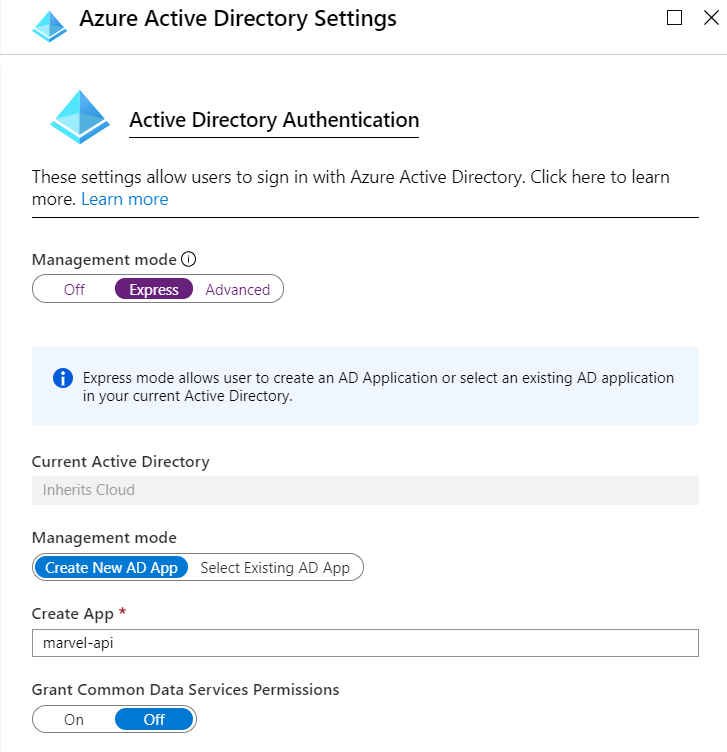 Azure Active Directory Settings
Active Directory Authentication
These settings allow users to sign in with Azure Active Directory. Click here to learn
more. Learn more
Management mode
Off Express Advanced
Express mode allows user to create an AD Application or select an existing AD application
in your current Active Directory.
Current Active Directory
Inherits Cloud
Management mode
Create New AD App Select Existing AD App
Create App *
marvel-api
Grant Common Data Services Permissions
On Off